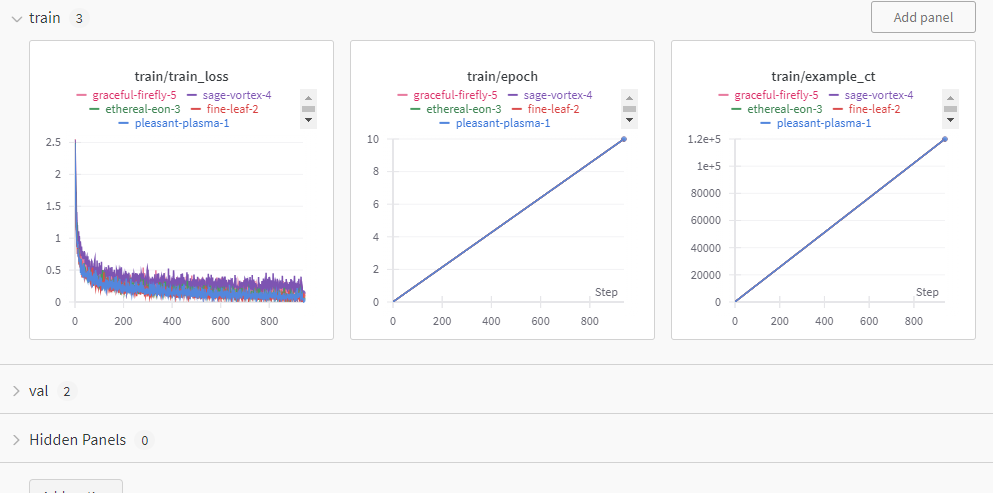 train 3
Add panel
train/train_loss
graceful-firefly-5 sage-vortex-4
ethereal-eon-3 fine-leaf-2
pleasant-plasma-1
2.5
2
1.5
1
0.5
0
0 200 400 600 800
train/epoch
graceful-firefly-5 sage-vortex-4
ethereal-eon-3 fine-leaf-2
pleasant-plasma-1
10
8
6
4
2
0
Step
0 200 400 600 800
train/example_ct
graceful-firefly-5 sage-vortex-4
ethereal-eon-3 fine-leaf-2
pleasant-plasma-1
1.2e+5
1e+5
80000
60000
40000
20000
0
Step
0 200 400 600 800
val 2
Hidden Panels 0